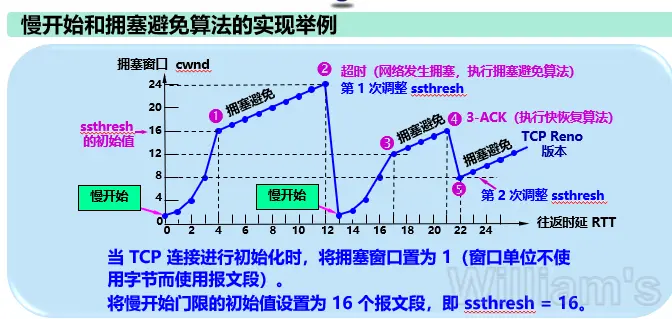 慢开始和拥塞避免算法的实现举例
拥塞窗口 cwnd
② 超时（网络发生拥塞，执行拥塞避免算法）
第 1 次调整 ssthresh
24
20
ssthresh
的初始值
16
12
8
4
0
① 拥塞避免
③ 拥塞避免
④ 3-ACK（执行快恢复算法）
TCP Reno
版本
拥塞避免
⑤
第 2 次调整 ssthresh
慢开始
慢开始
0 2 4 6 8 10 12 14 16 18 20 22 24
往返时延 RTT
当 TCP 连接进行初始化时，将拥塞窗口置为 1（窗口单位不使
用字节而使用报文段）。
将慢开始门限的初始值设置为 16 个报文段，即 ssthresh = 16。
William's